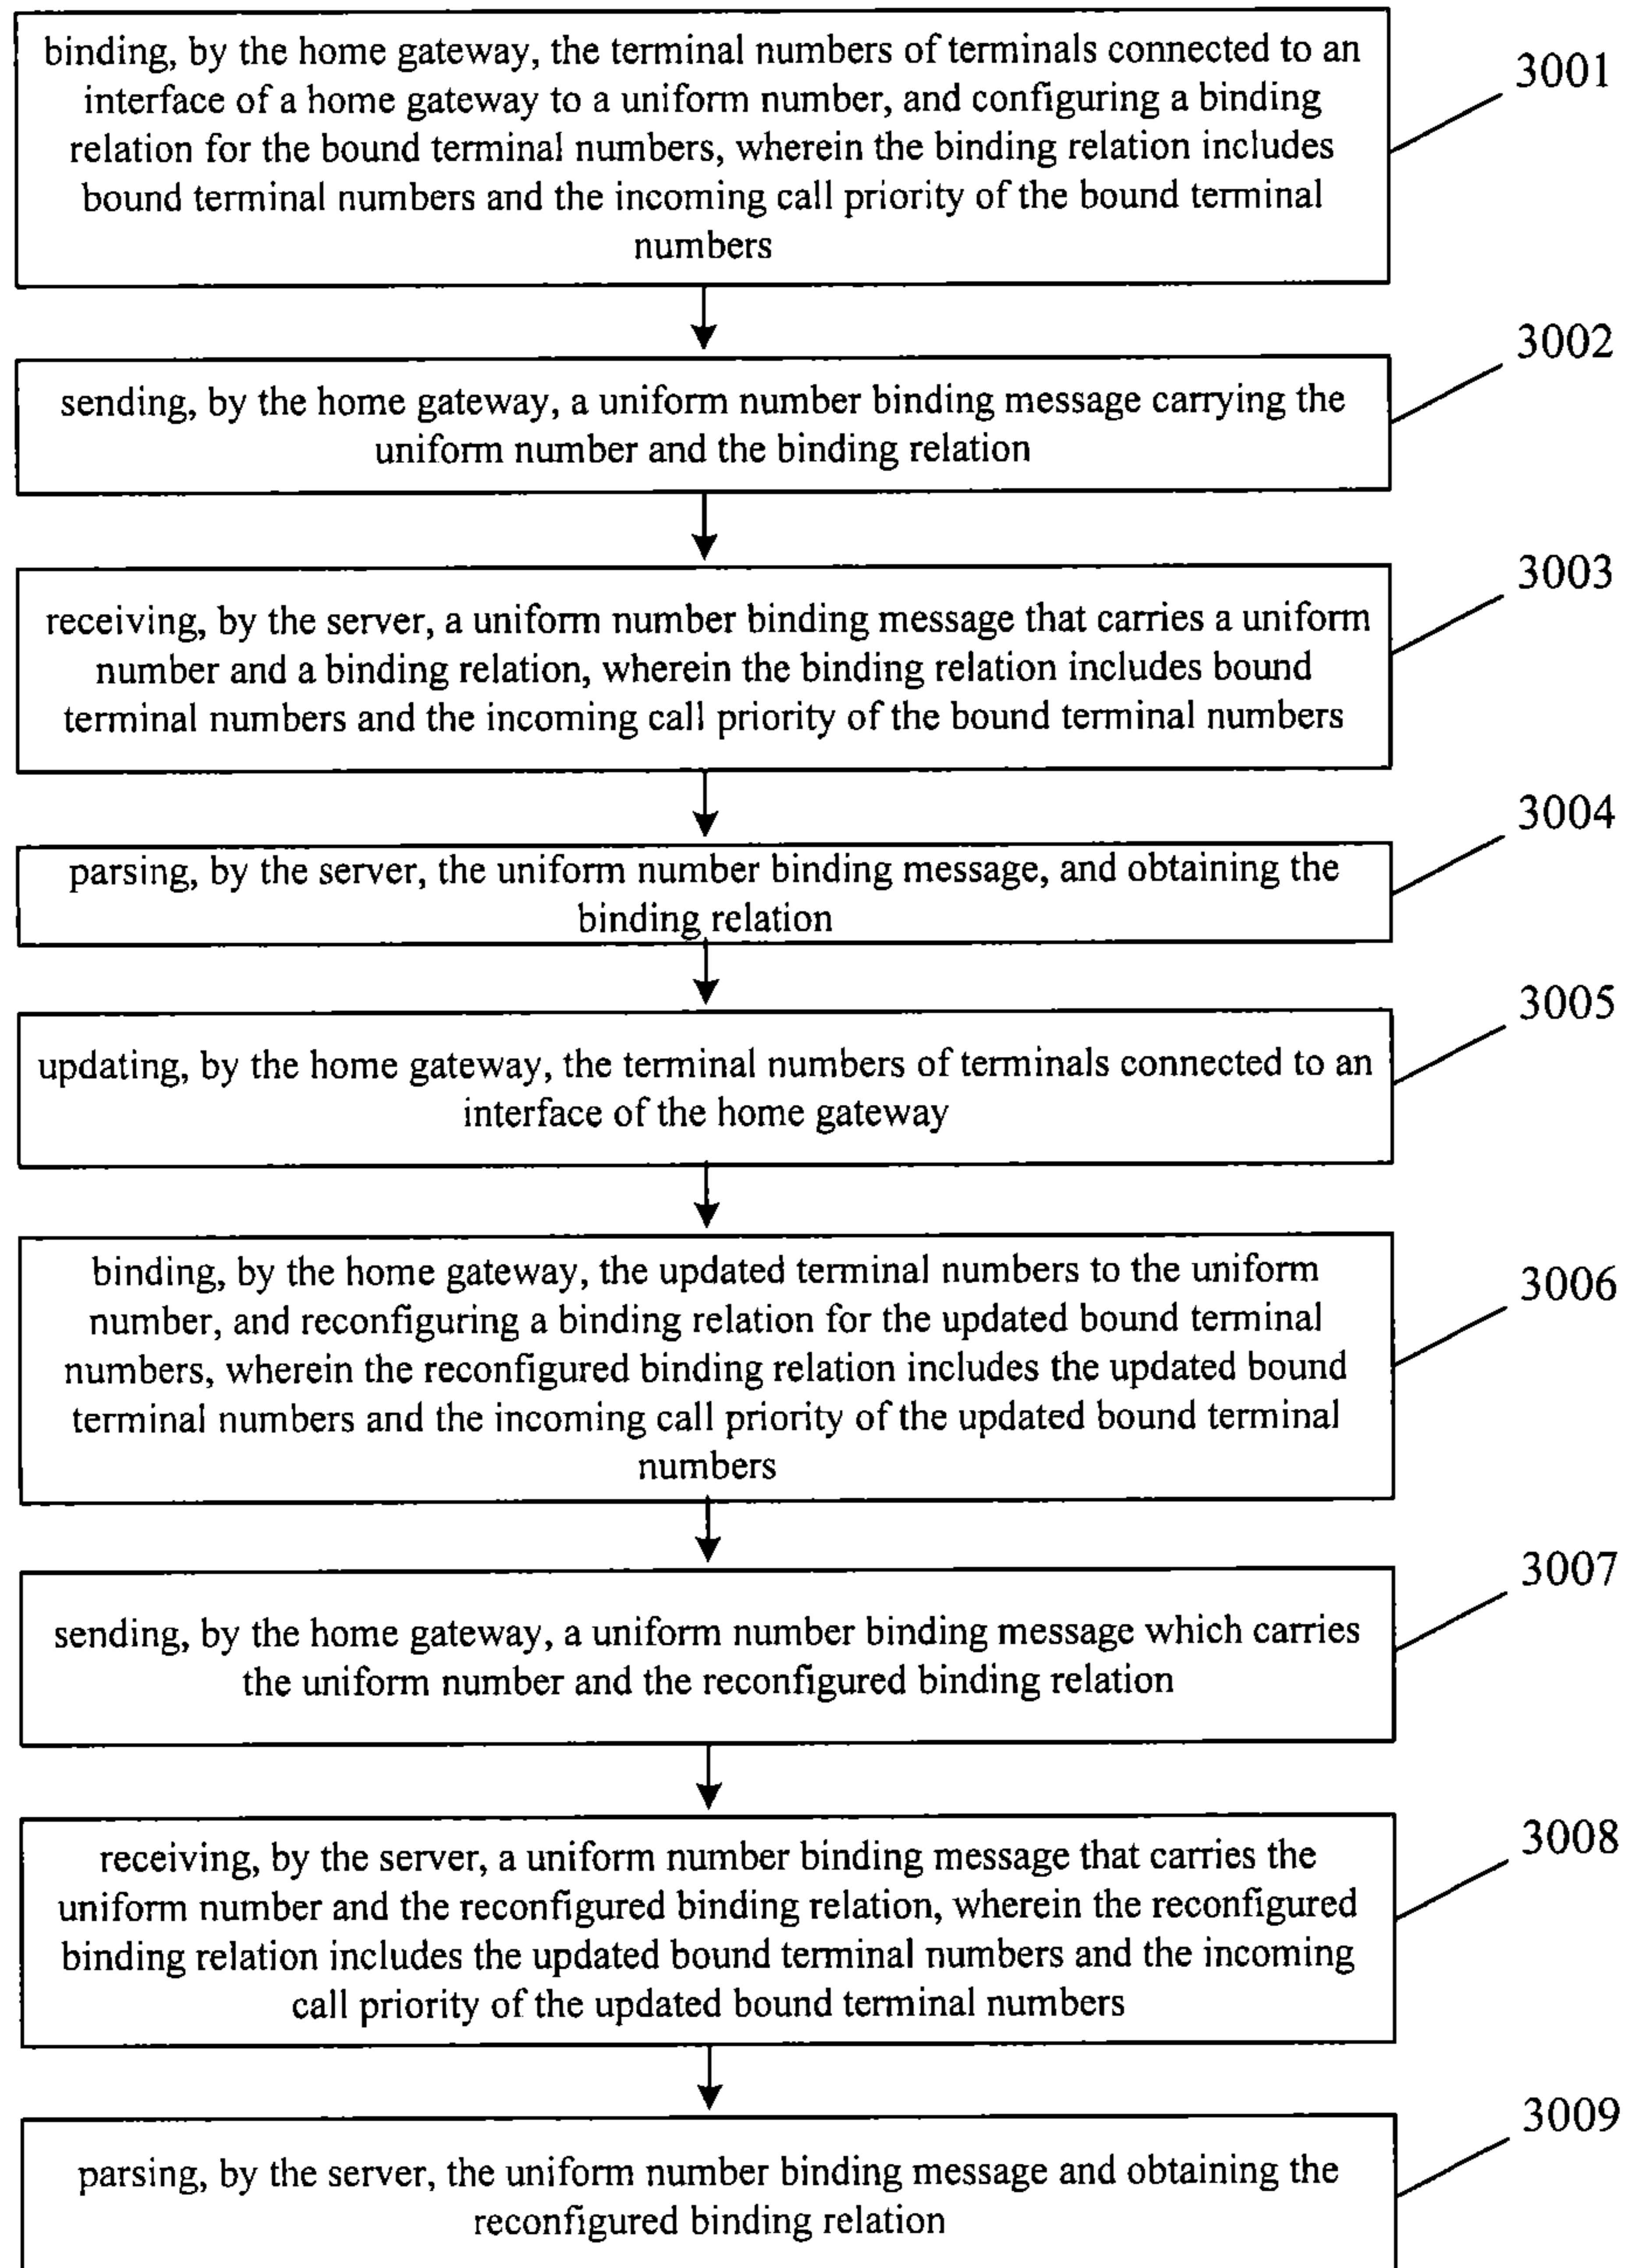 binding, by the home gateway, the terminal numbers of terminals connected to an
interface of a home gateway to a uniform number, and configuring a binding
relation for the bound terminal numbers, wherein the binding relation includes
bound terminal numbers and the incoming call priority of the bound terminal
numbers
3001
sending, by the home gateway, a uniform number binding message carrying the
uniform number and the binding relation
3002
receiving, by the server, a uniform number binding message that carries a uniform
number and a binding relation, wherein the binding relation includes bound
terminal numbers and the incoming call priority of the bound terminal numbers
3003
parsing, by the server, the uniform number binding message, and obtaining the
binding relation
3004
updating, by the home gateway, the terminal numbers of terminals connected to an
interface of the home gateway
3005
binding, by the home gateway, the updated terminal numbers to the uniform
number, and reconfiguring a binding relation for the updated bound terminal
numbers, wherein the reconfigured binding relation includes the updated bound
terminal numbers and the incoming call priority of the updated bound terminal
numbers
3006
sending, by the home gateway, a uniform number binding message which carries
the uniform number and the reconfigured binding relation
3007
receiving, by the server, a uniform number binding message that carries the
uniform number and the reconfigured binding relation, wherein the reconfigured
binding relation includes the updated bound terminal numbers and the incoming
call priority of the updated bound terminal numbers
3008
parsing, by the server, the uniform number binding message and obtaining the
reconfigured binding relation
3009